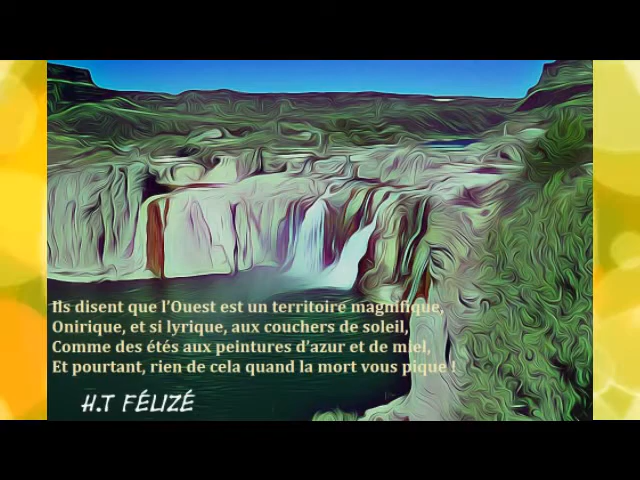 Ils disent que l’Ouest est un territoire magnifique,
Onirique, et si lyrique, aux couchers de soleil,
Comme des étés aux peintures d’azur et de miel,
Et pourtant, rien de cela quand la mort vous pique !
H.T FÉLIZÉ